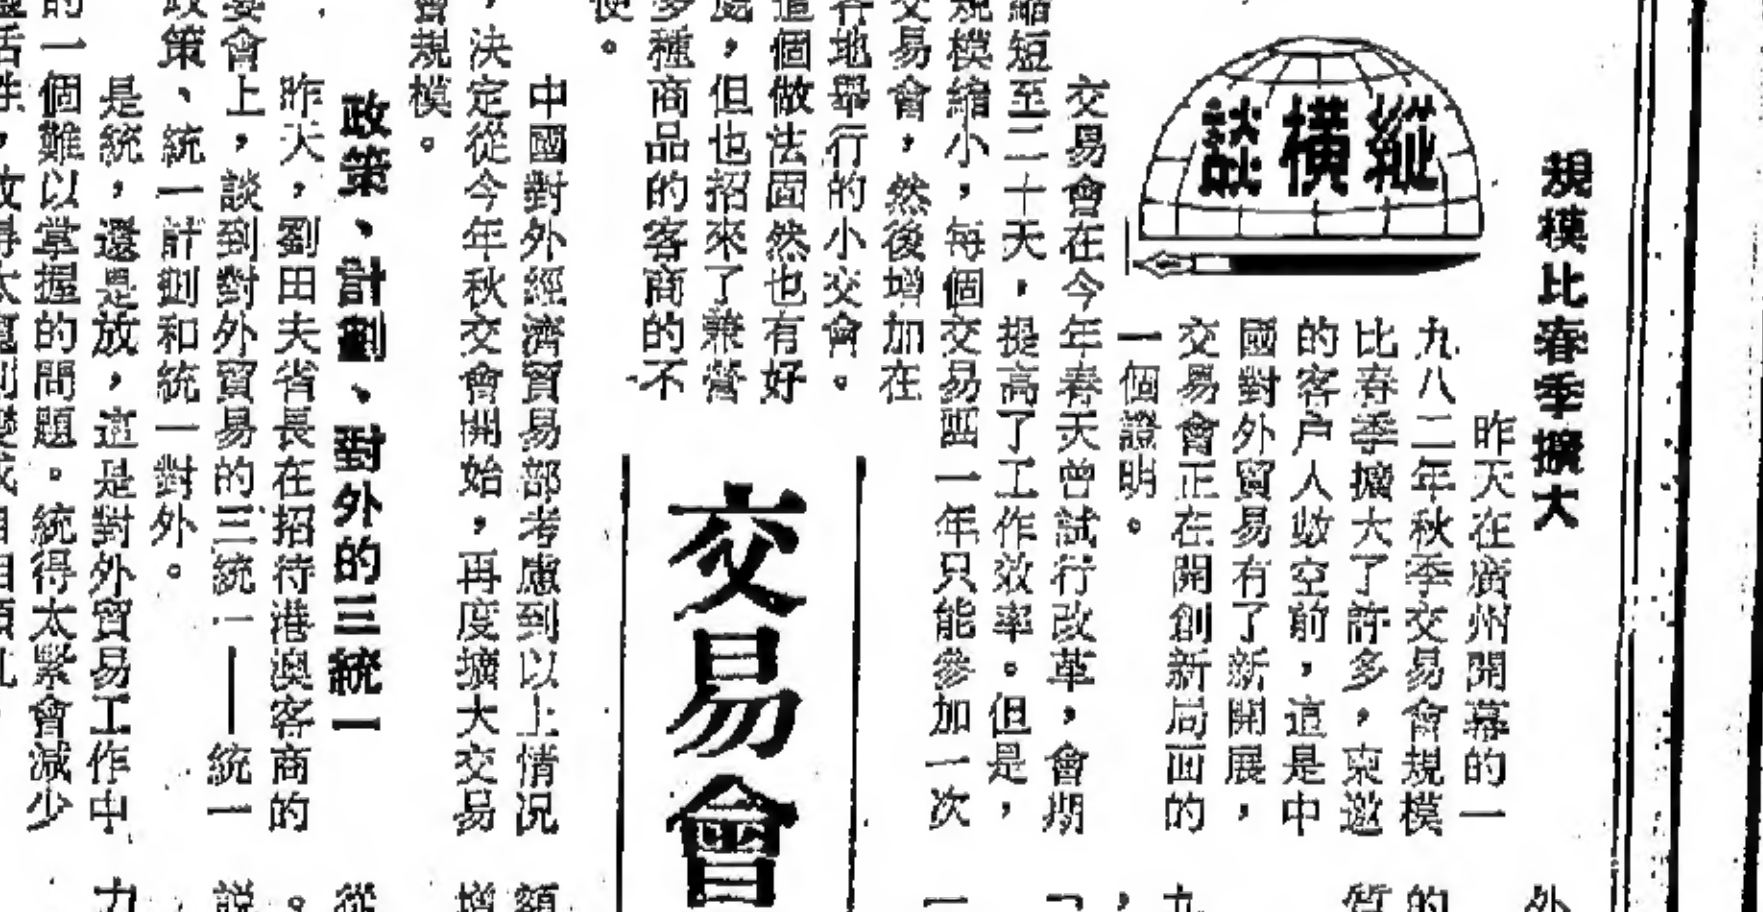 規模比春季擴大
縱橫談
昨天在廣州開幕的一
九八二年秋季交易會規模
比春季擴大了許多，東邀
的客户人數空前，這是中
國對外貿易有了新開展，
交易會正在開創新局面的
一個證明。
交易會在今年春天曾試行改革，會期
縮短至二十天，提高了工作效率。但是，
規模縮小，每個交易團一年只能參加一次
交易會，然後增加在
各地舉行的小交會。
這個做法固然也有好
處，但也招來了兼營
多種商品的客商的不
便。
交易會
中國對外經濟貿易部考慮到以上情況
，決定從今年秋交會開始，再度擴大交易
會規模。
政策、計劃、對外的三統一
昨天，劉田夫省長在招待港澳客商的
宴會上，談到對外貿易的三統一——統一
政策、統一計劃和統一對外。
是統，還是放，這是對外貿易工作中
的一個難以掌握的問題。統得太緊會減少
外
的
質
九
，
「
一
額
增
從
。
說
力